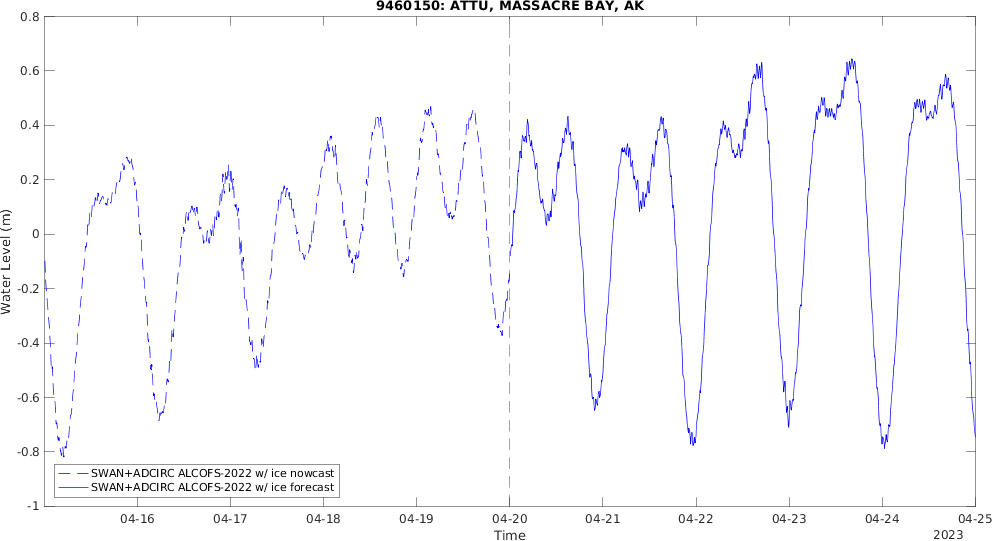 9460150: ATTU, MASSACRE BAY, AK
0.8
0.6
0.4
0.2
0
-0.2
-0.4
-0.6
-0.8
-1
Water Level (m)
SWAN+ADCIRC ALCOFS-2022 w/ ice nowcast
SWAN+ADCIRC ALCOFS-2022 w/ ice forecast
04-16 04-17 04-18 04-19 04-20 04-21 04-22 04-23 04-24 04-25
Time
2023